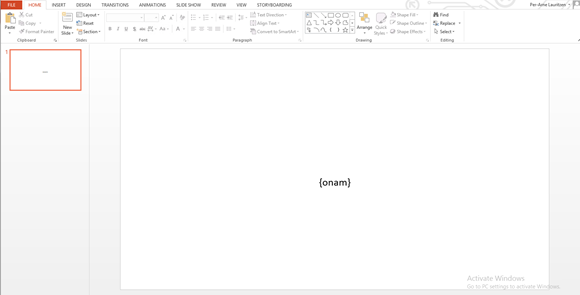 FILE HOME INSERT DESIGN TRANSITIONS ANIMATIONS SLIDE SHOW REVIEW VIEW STORYBOARDING
Per-Arne Lauritzen
Paste
Cut
Copy
Format Painter
Clipboard
New
Slide
Layout
Reset
Section
Slides
B I U S abc AV Aa A
Font
Text Direction
Align Text
Convert to SmartArt
Paragraph
Arrange
Quick
Styles
Shape Fill
Shape Outline
Shape Effects
Drawing
Find
Replace
Select
Editing
1
{onam}
Activate Windows
Go to PC settings to activate Windows.